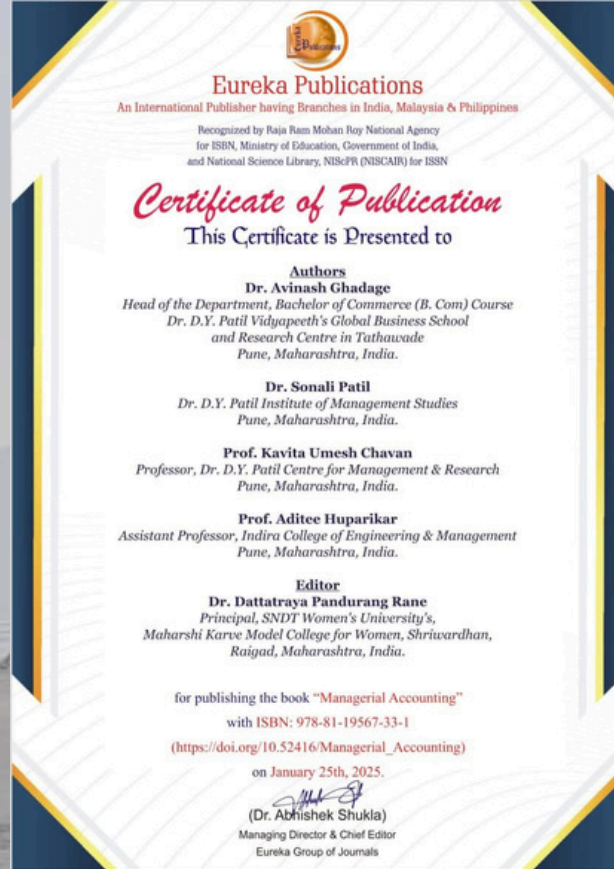 Eureka
Publications
Eureka Publications
An International Publisher having Branches in India, Malaysia & Philippines
Recognized by Raja Ram Mohan Roy National Agency
for ISBN, Ministry of Education, Government of India,
and National Science Library, NIScPR (NISCAIR) for ISSN
Certificate of Publication
This Certificate is Presented to
Authors
Dr. Avinash Ghadage
Head of the Department, Bachelor of Commerce (B. Com) Course
Dr. D.Y. Patil Vidyapeeth's Global Business School
and Research Centre in Tathawade
Pune, Maharashtra, India.
Dr. Sonali Patil
Dr. D.Y. Patil Institute of Management Studies
Pune, Maharashtra, India.
Prof. Kavita Umesh Chavan
Professor, Dr. D.Y. Patil Centre for Management & Research
Pune, Maharashtra, India.
Prof. Aditee Huparikar
Assistant Professor, Indira College of Engineering & Management
Pune, Maharashtra, India.
Editor
Dr. Dattatraya Pandurang Rane
Principal, SNDT Women's University's,
Maharshi Karve Model College for Women, Shriwardhan,
Raigad, Maharashtra, India.
for publishing the book “Managerial Accounting”
with ISBN: 978-81-19567-33-1
(https://doi.org/10.52416/Managerial_Accounting)
on January 25th, 2025.
(Dr. Abhishek Shukla)
Managing Director & Chief Editor
Eureka Group of Journals